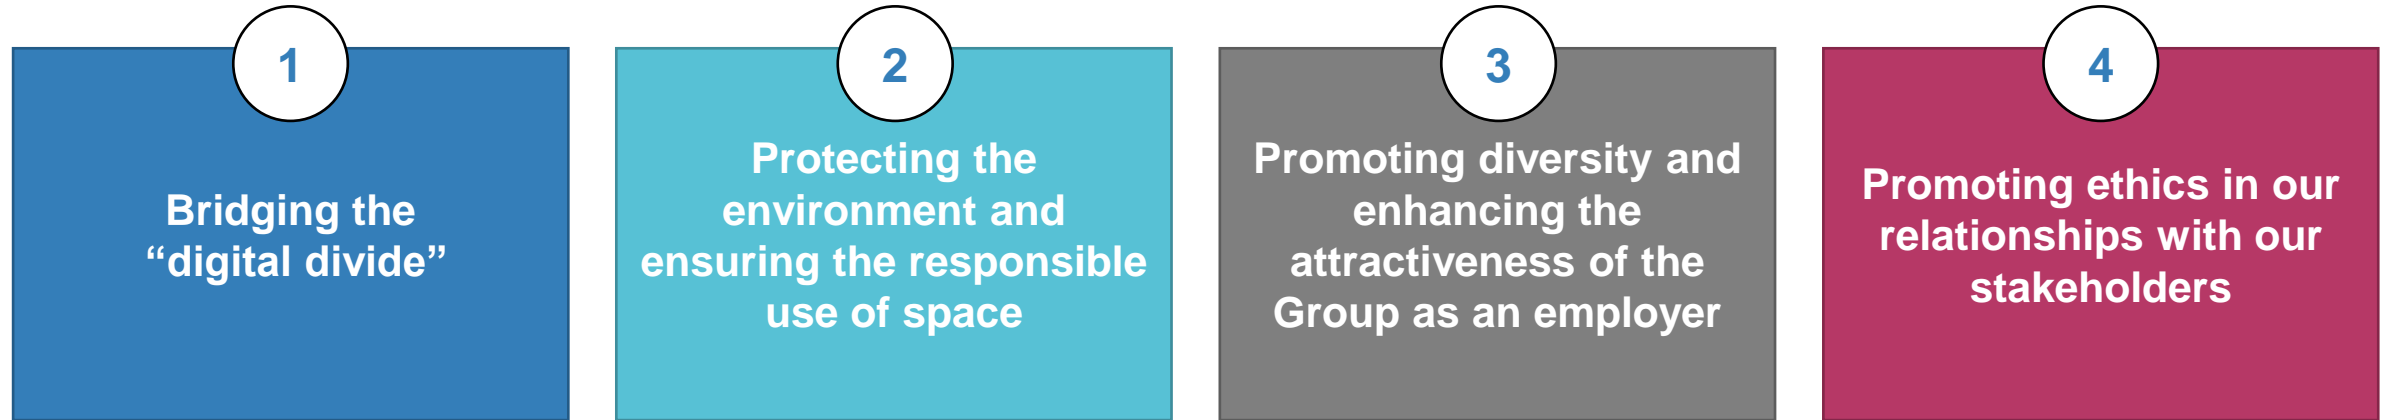 1
Bridging the
“digital divide”
2
Protecting the
environment and
ensuring the responsible
use of space
3
Promoting diversity and
enhancing the
attractiveness of the
Group as an employer
4
Promoting ethics in our
relationships with our
stakeholders